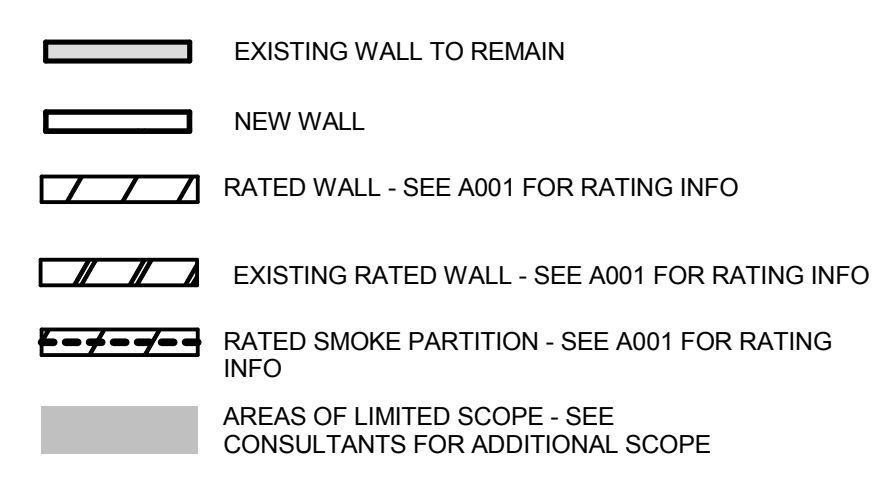 EXISTING WALL TO REMAIN
NEW WALL
RATED WALL - SEE A001 FOR RATING INFO
EXISTING RATED WALL - SEE A001 FOR RATING INFO
RATED SMOKE PARTITION - SEE A001 FOR RATING
INFO
AREAS OF LIMITED SCOPE - SEE
CONSULTANTS FOR ADDITIONAL SCOPE